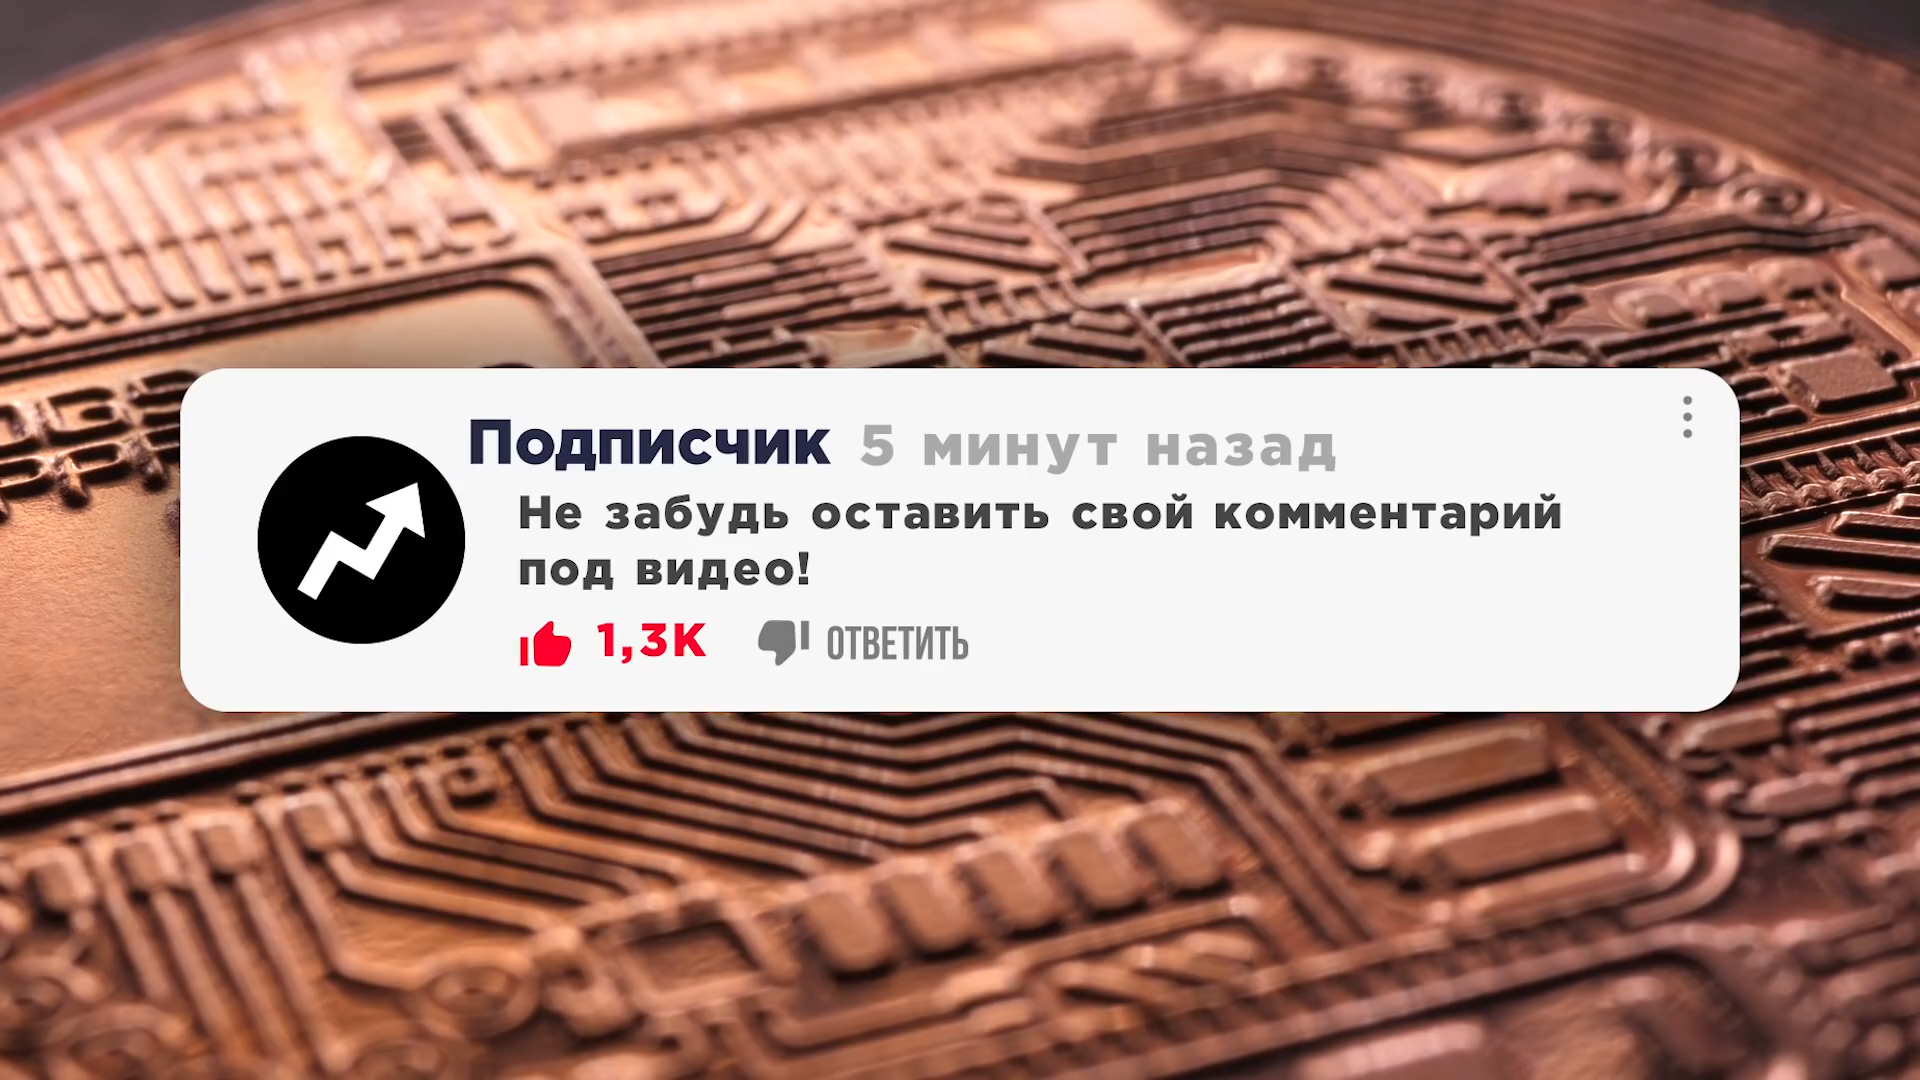 Подписчик 5 минут назад
Не забудь оставить свой комментарий
под видео!
1,3K ОТВЕТИТЬ